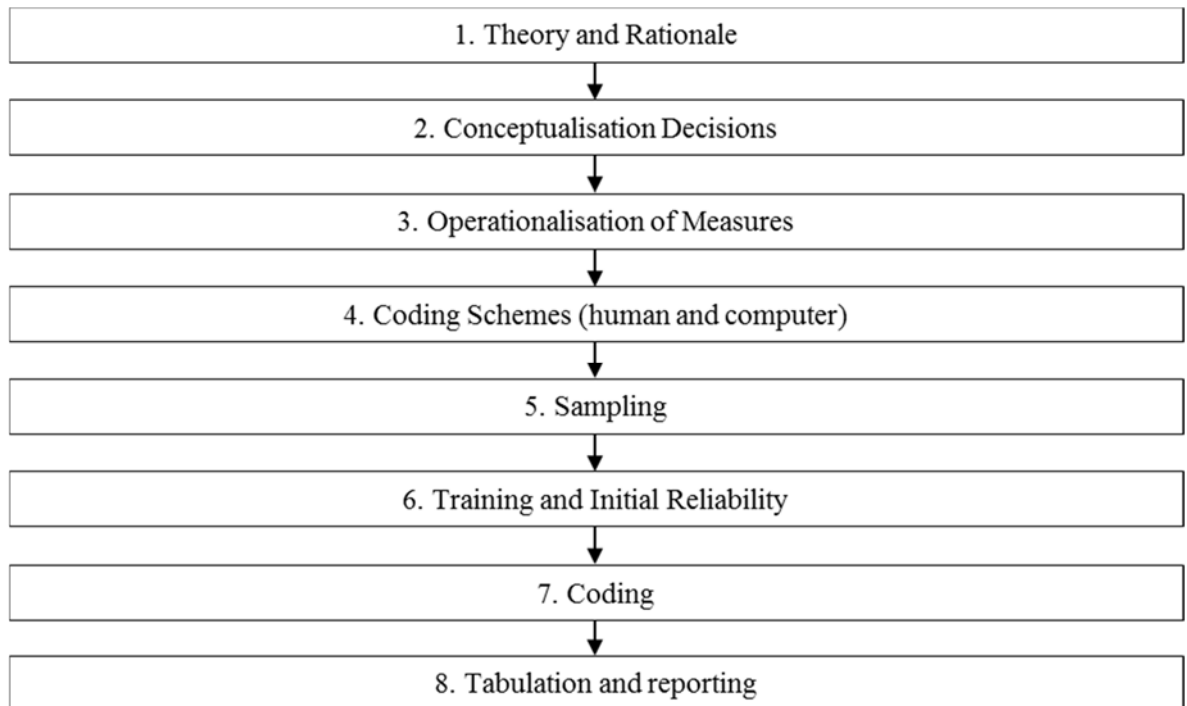 1. Theory and Rationale
2. Conceptualisation Decisions
3. Operationalisation of Measures
4. Coding Schemes (human and computer)
5. Sampling
6. Training and Initial Reliability
7. Coding
8. Tabulation and reporting